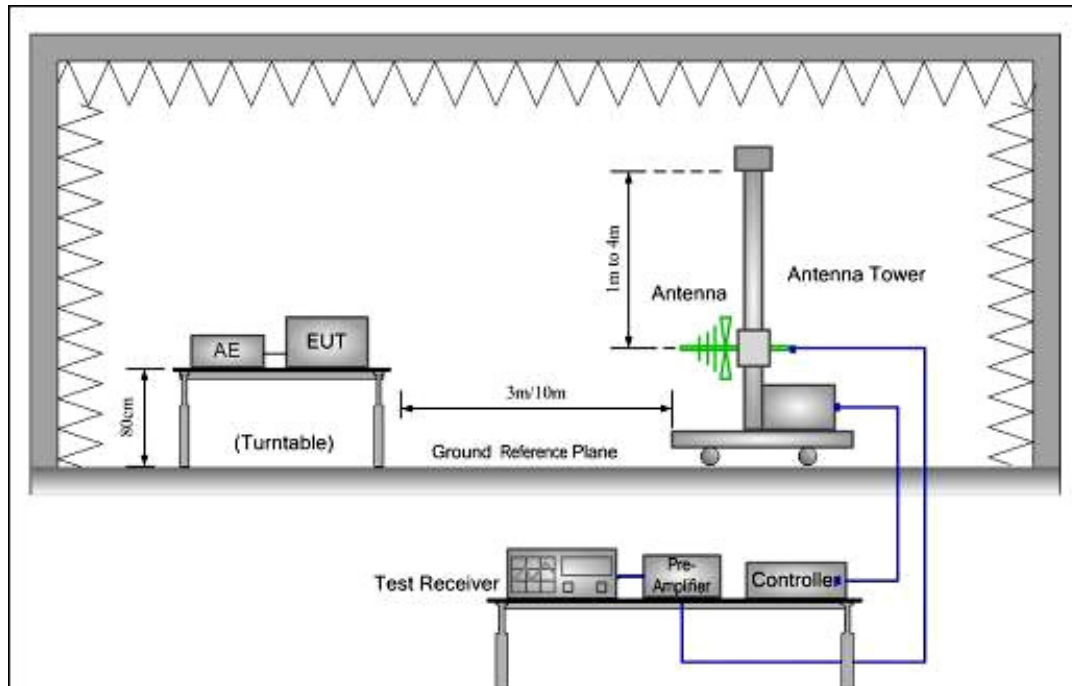 1m to 4m
Antenna
Antenna Tower
AE
EUT
80cm
3m/10m
(Turntable)
Ground Reference Plane
Test Receiver
Pre-
Amplifier
Controller